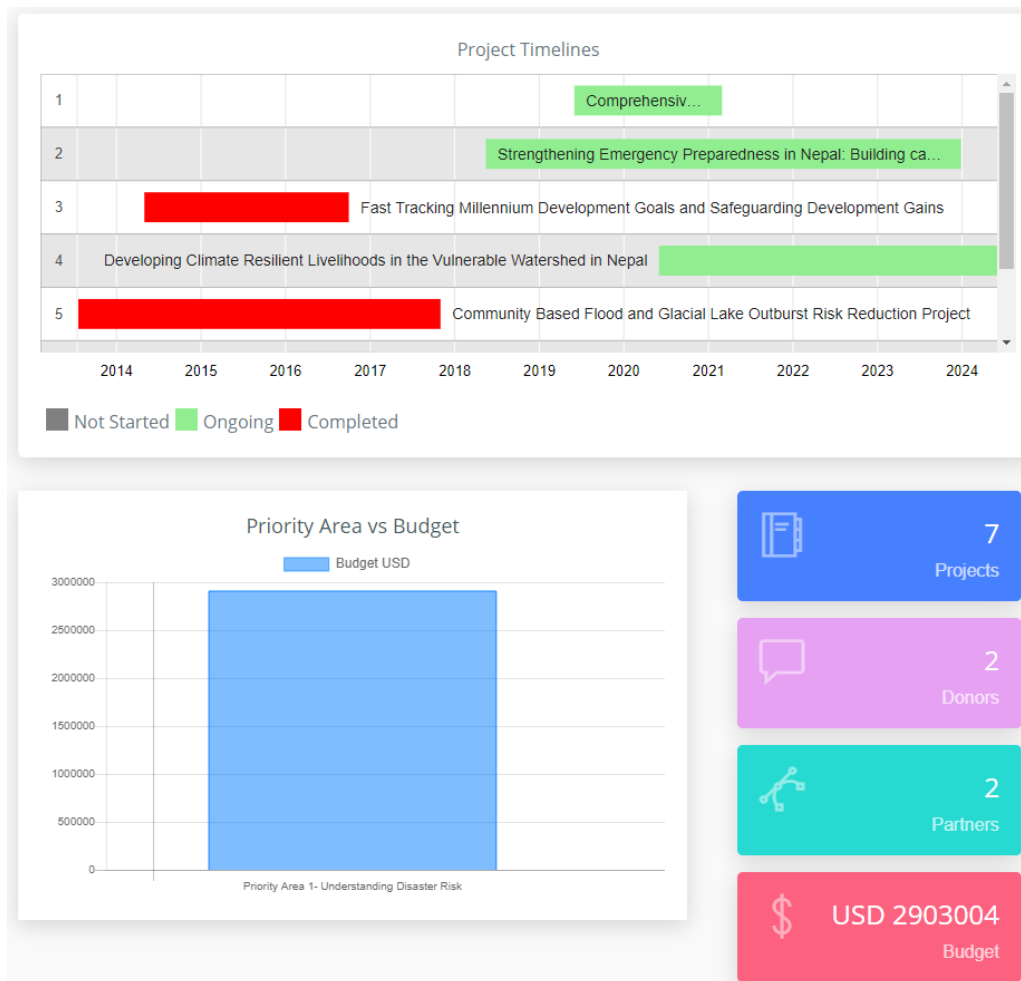 Project Timelines
1
Comprehensiv...
2
Strengthening Emergency Preparedness in Nepal: Building ca...
3
Fast Tracking Millennium Development Goals and Safeguarding Development Gains
4
Developing Climate Resilient Livelihoods in the Vulnerable Watershed in Nepal
5
Community Based Flood and Glacial Lake Outburst Risk Reduction Project
2014 2015 2016 2017 2018 2019 2020 2021 2022 2023 2024
Not Started Ongoing Completed
Priority Area vs Budget
Budget USD
3000000
2500000
2000000
1500000
1000000
500000
0
Priority Area 1- Understanding Disaster Risk
7
Projects
2
Donors
2
Partners
$
USD 2903004
Budget